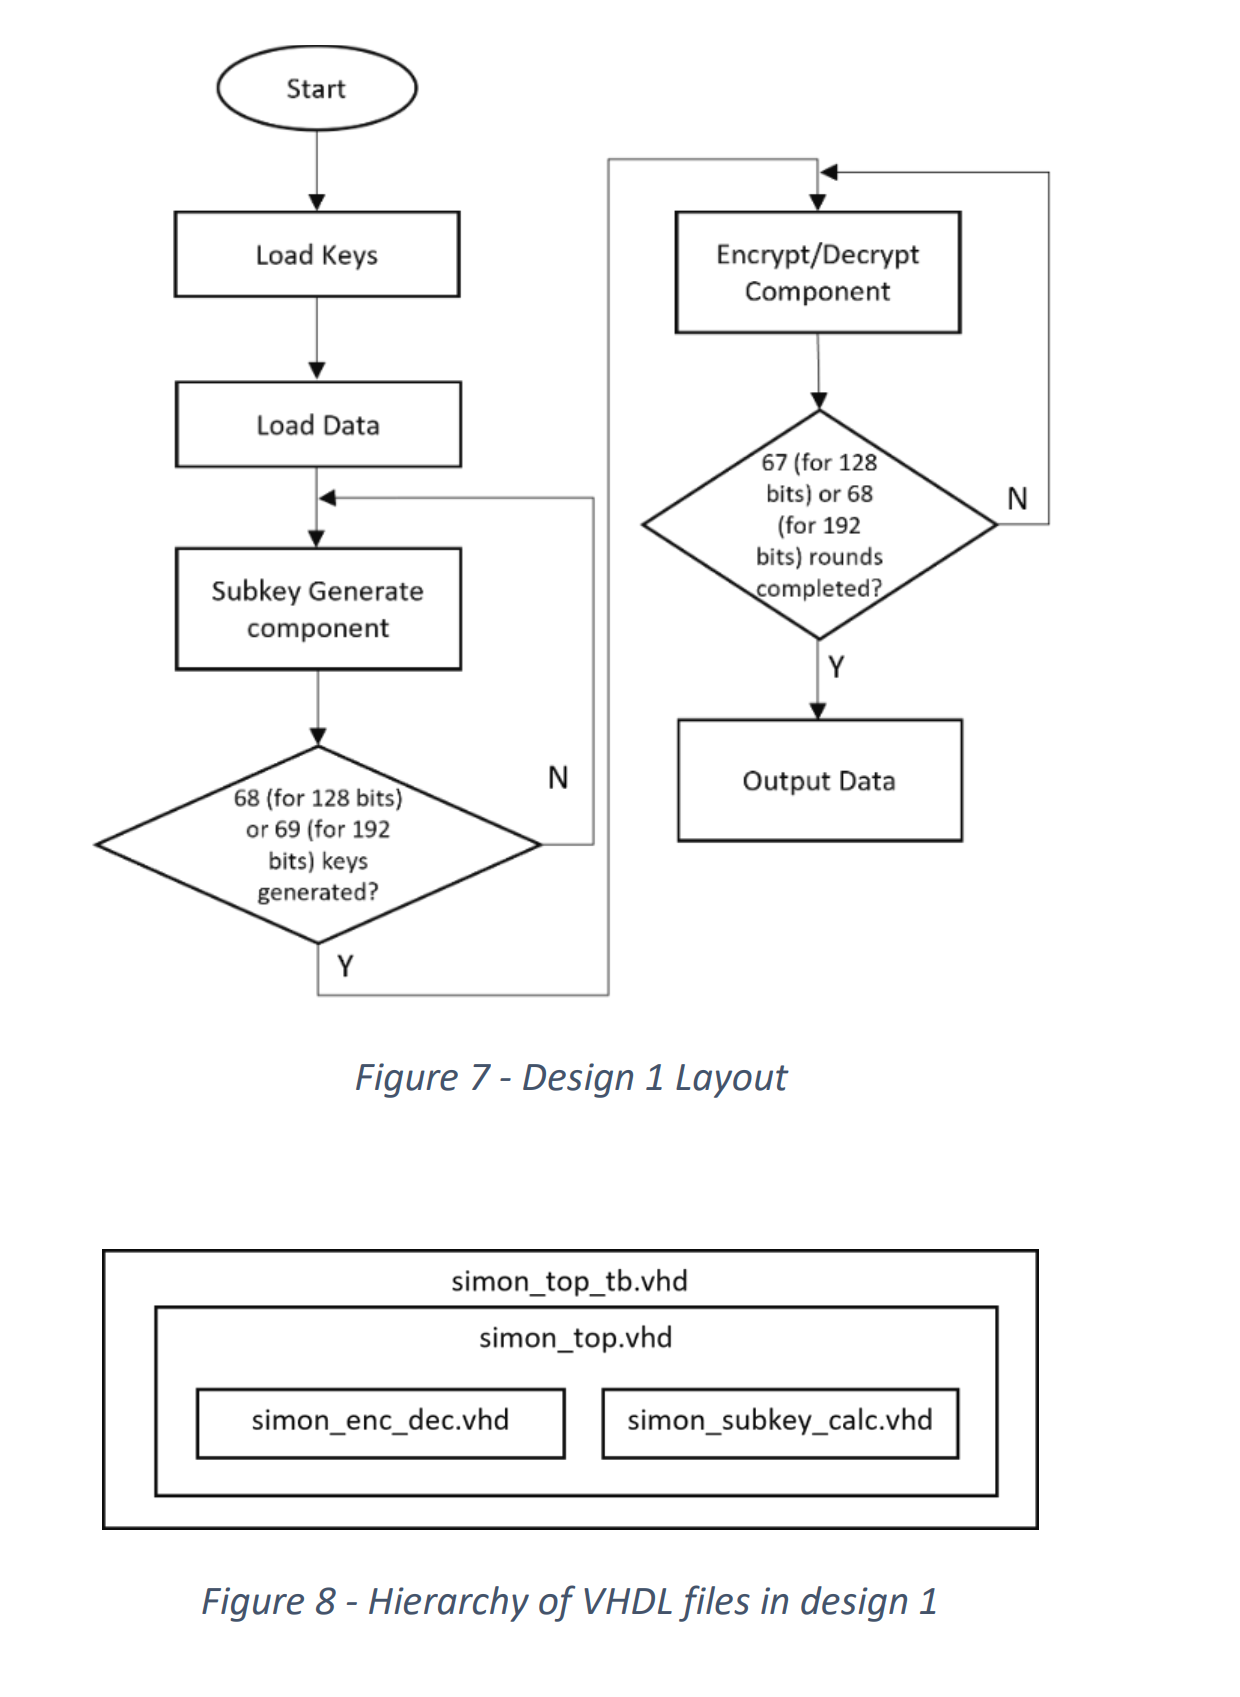 Start
Load Keys
Load Data
Subkey Generate
component
68 (for 128 bits)
or 69 (for 192
bits) keys
generated?
N
Y
Encrypt/Decrypt
Component
67 (for 128
bits) or 68
(for 192
bits) rounds
completed?
N
Y
Output Data
Figure 7 - Design 1 Layout
simon_top_tb.vhd
simon_top.vhd
simon_enc_dec.vhd
simon_subkey_calc.vhd
Figure 8 - Hierarchy of VHDL files in design 1